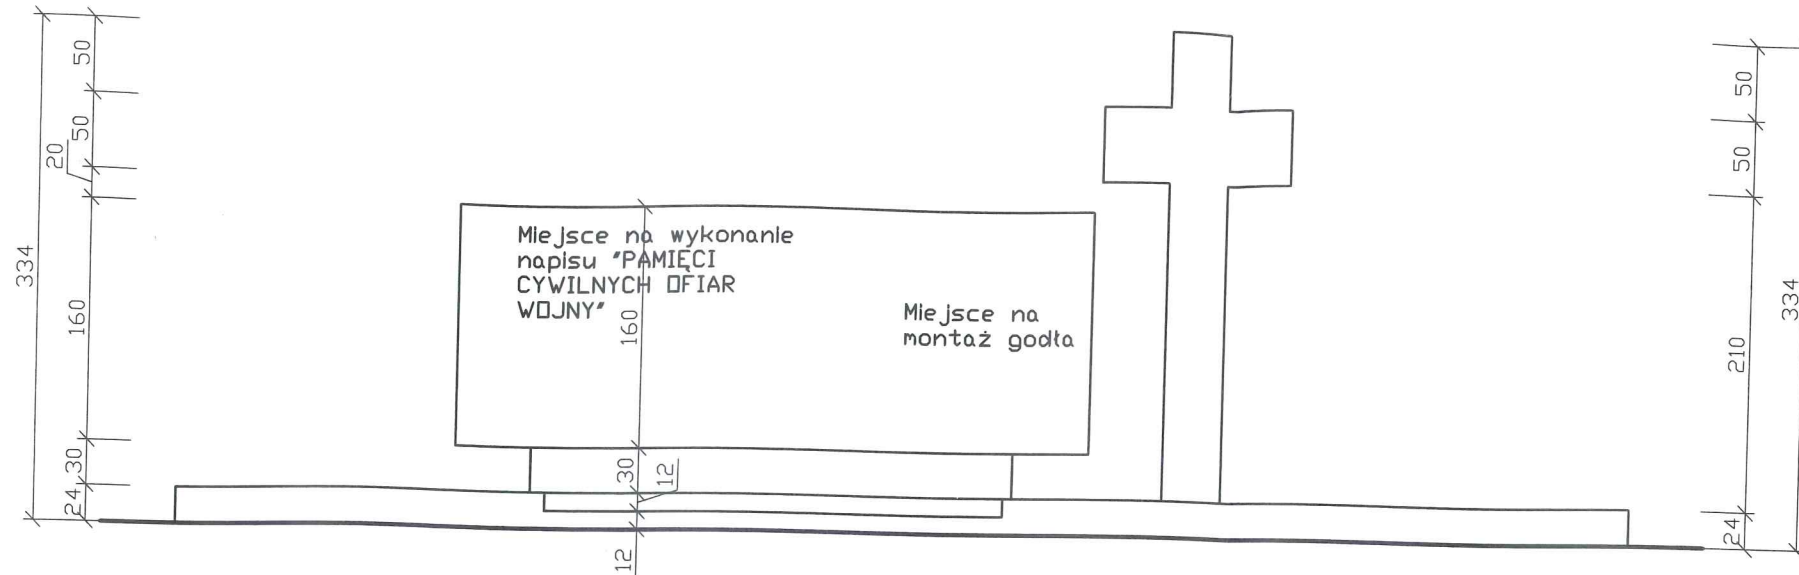 334
50
50
20
160
30
24
Miejsce na wykonanie
napisu "PAMIĘCI
CYWILNYCH OFIAR
WOJNY"
160
Miejsce na
montaż godła
30
12
12
50
50
210
24
334